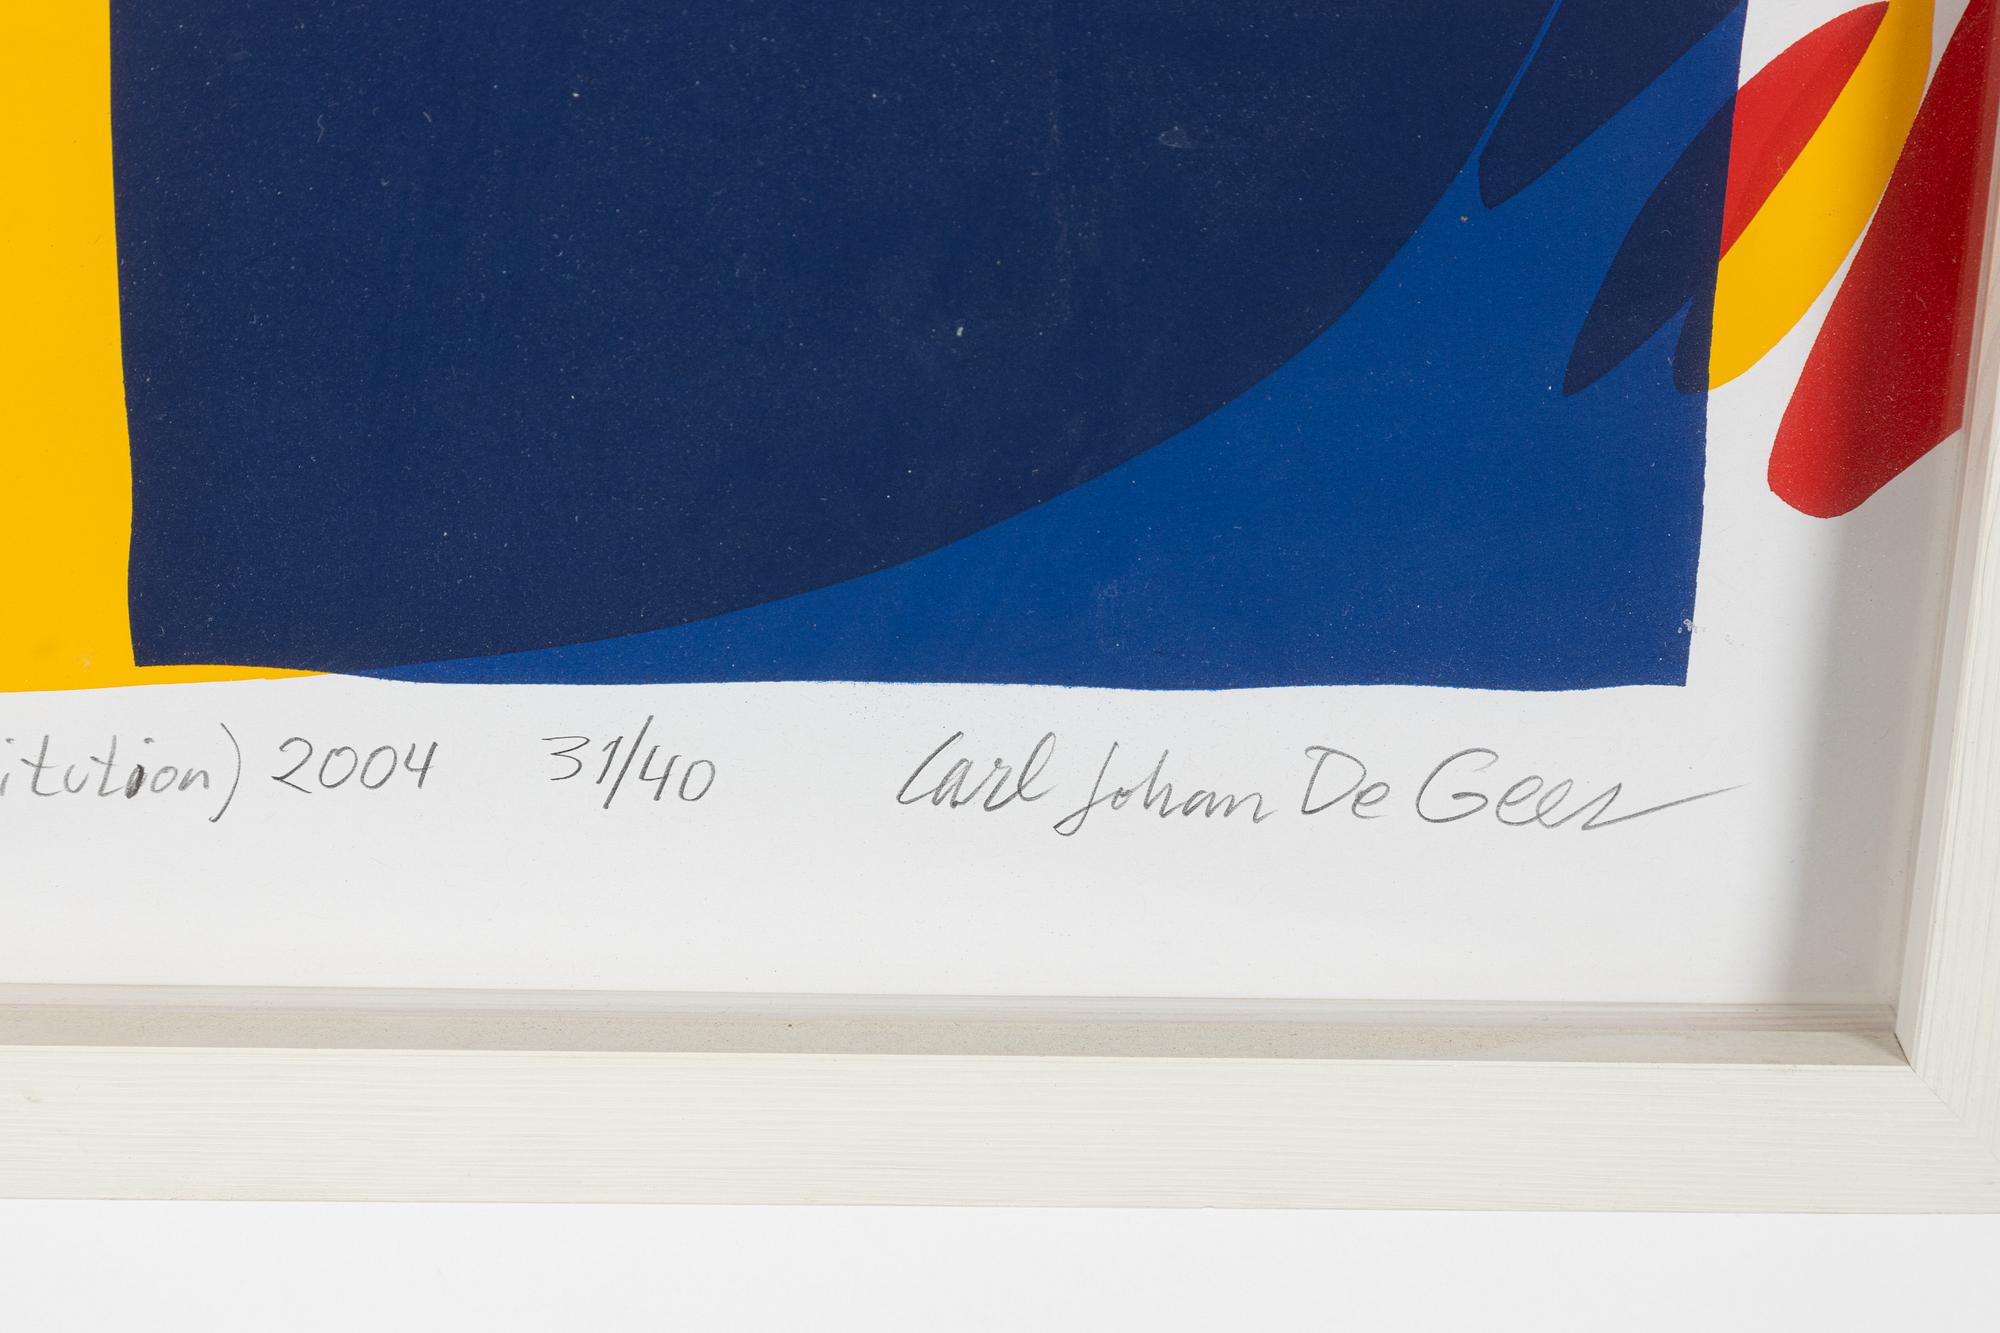 itution) 2004 31/40 Carl Johan De Geer